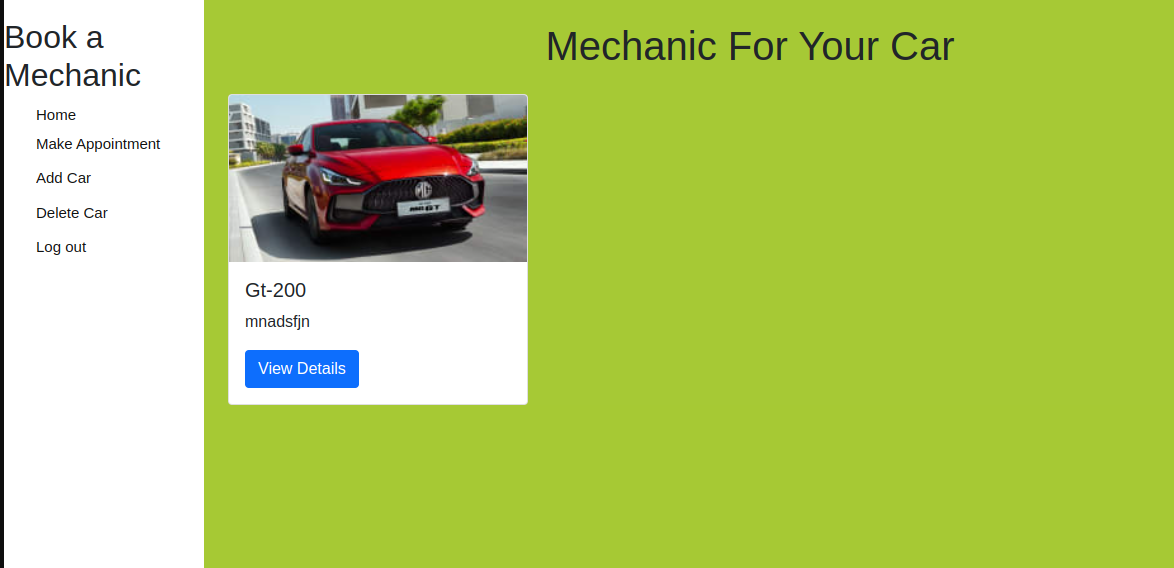 Book a
Mechanic
Home
Make Appointment
Add Car
Delete Car
Log out
Mechanic For Your Car
MG
Gt-200
mnadsfjn
View Details